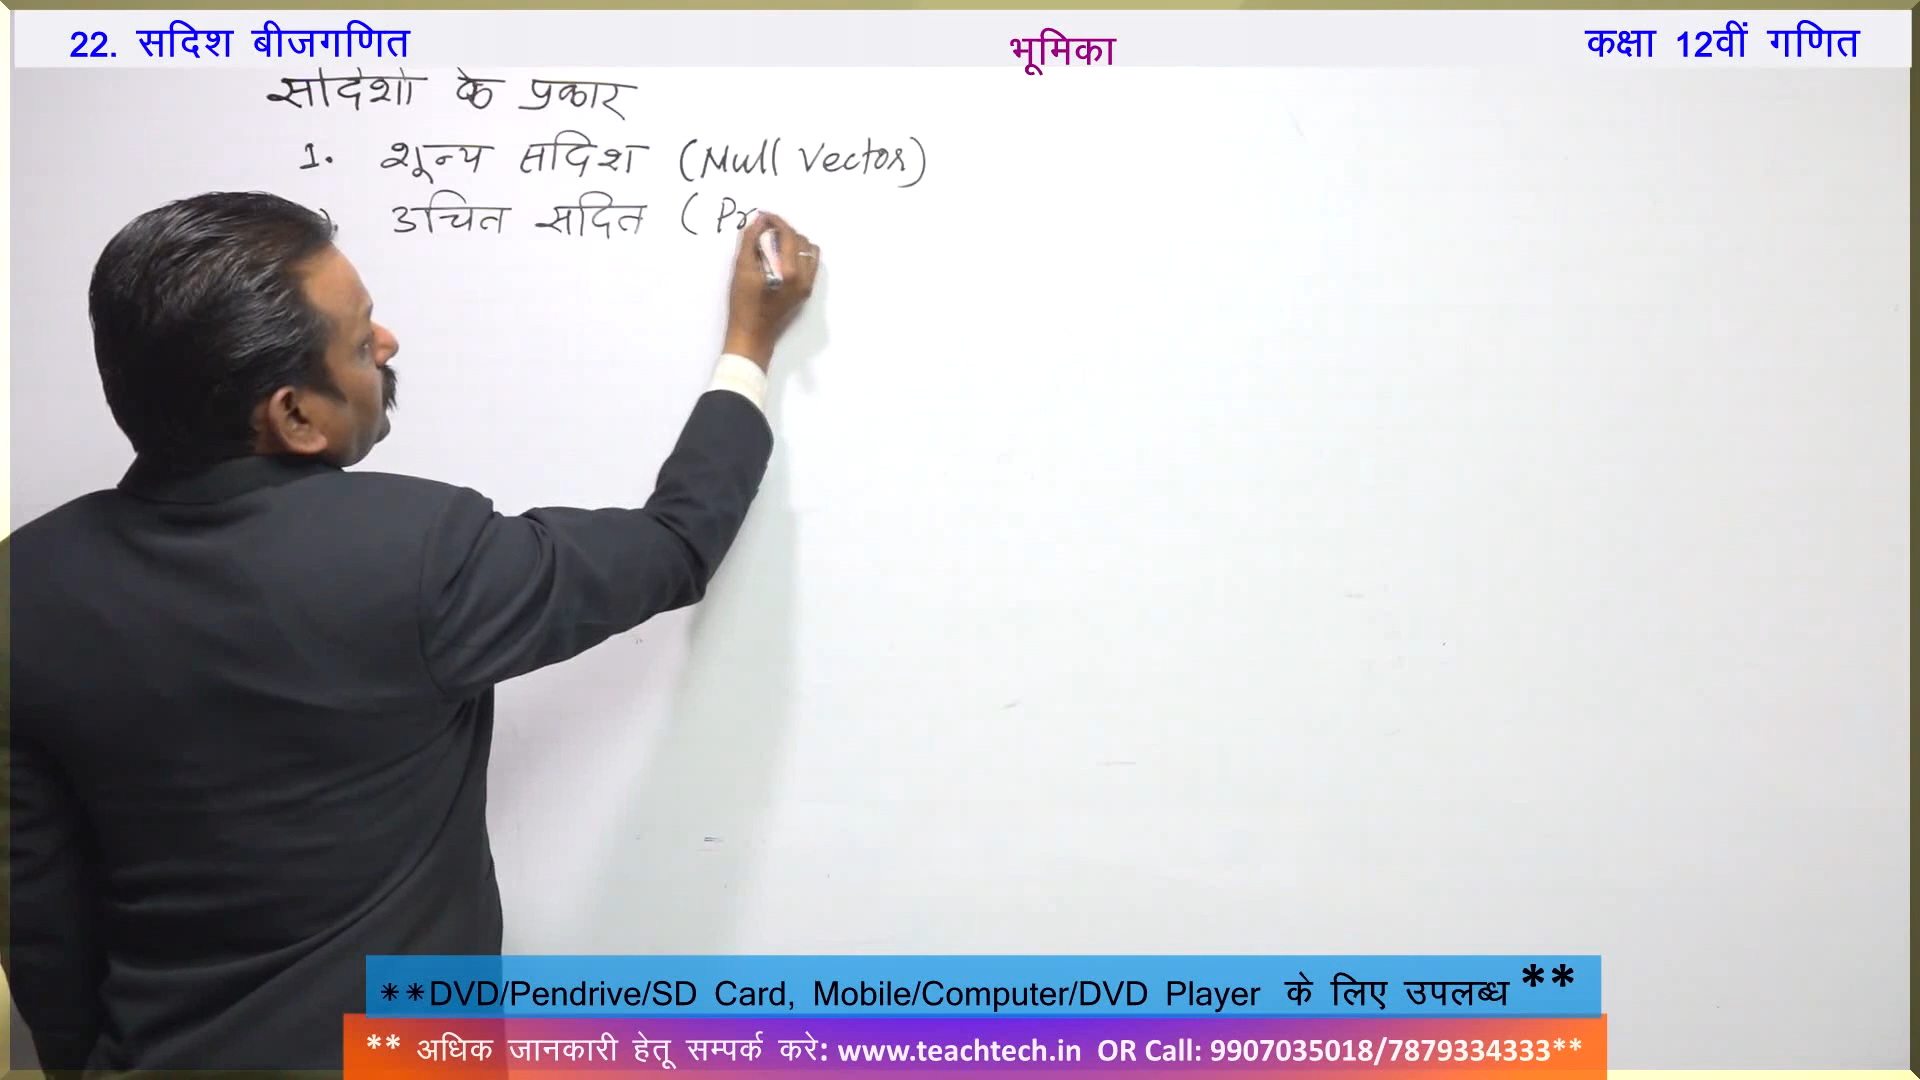 22. सदिश बीजगणित
भूमिका
कक्षा 12वीं गणित
सदिशों के प्रकार
1. शून्य सदिश (Null Vector)
. उचित सदित ( Pr
**DVD/Pendrive/SD Card, Mobile/Computer/DVD Player के लिए उपलब्ध **
** अधिक जानकारी हेतू सम्पर्क करे: www.teachtech.in OR Call: 9907035018/7879334333**